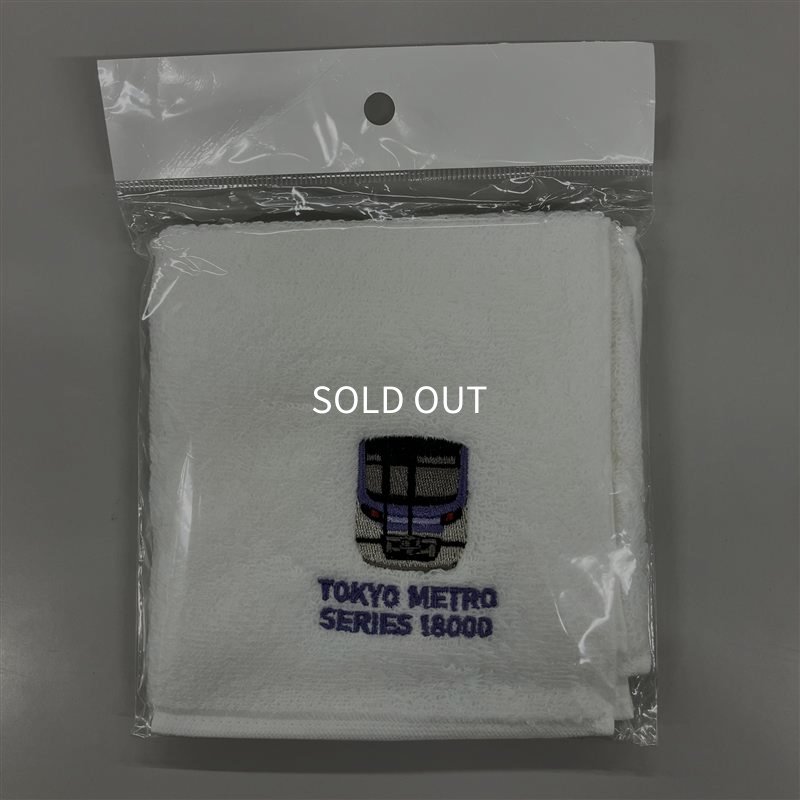 SOLD OUT
TOKYO METRO
SERIES 18000